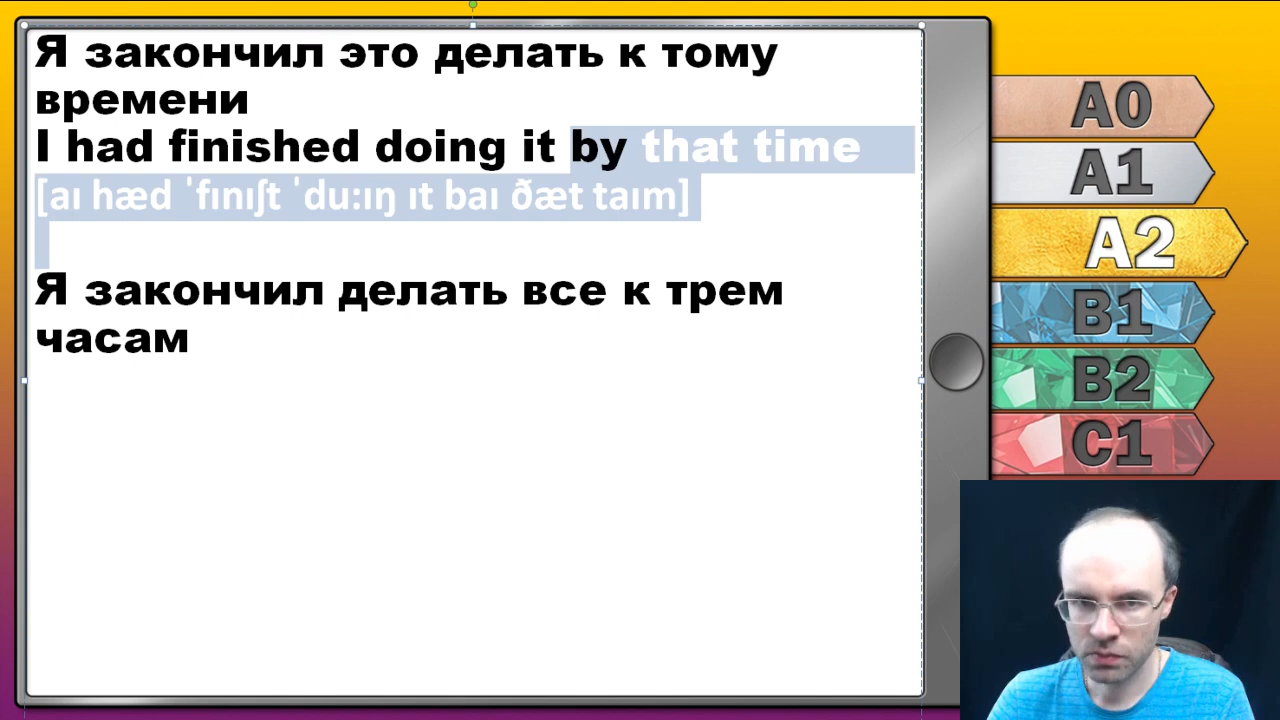 Я закончил это делать к тому
времени
I had finished doing it by that time
[aɪ hæd ˈfɪnɪʃt ˈduːɪŋ ɪt baɪ ðæt taɪm]
Я закончил делать все к трем
часам
A0
A1
A2
B1
B2
C1